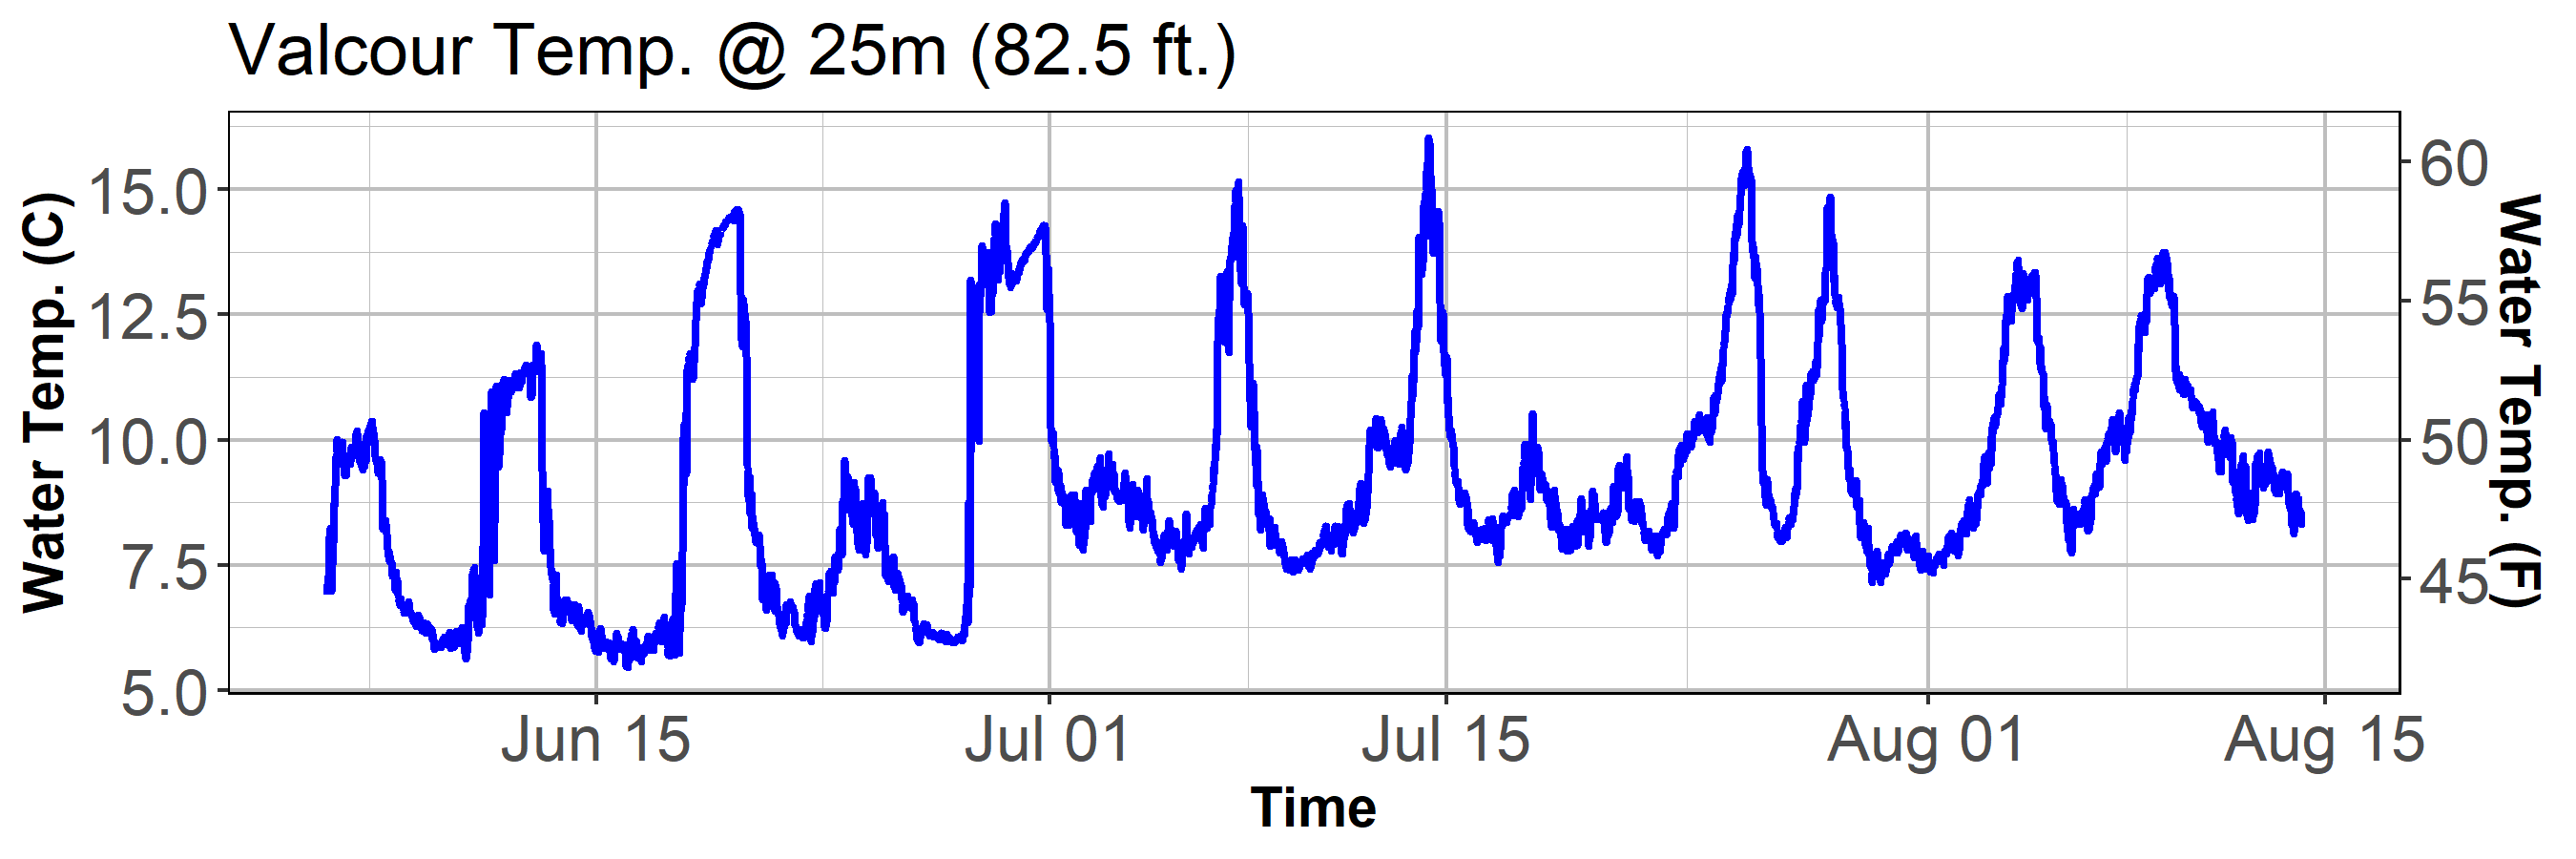 Valcour Temp. @ 25m (82.5 ft.)
Water Temp. (C)
15.0
12.5
10.0
7.5
5.0
60
55
50
45
Water Temp. (F)
Jun 15
Jul 01
Jul 15
Aug 01
Aug 15
Time